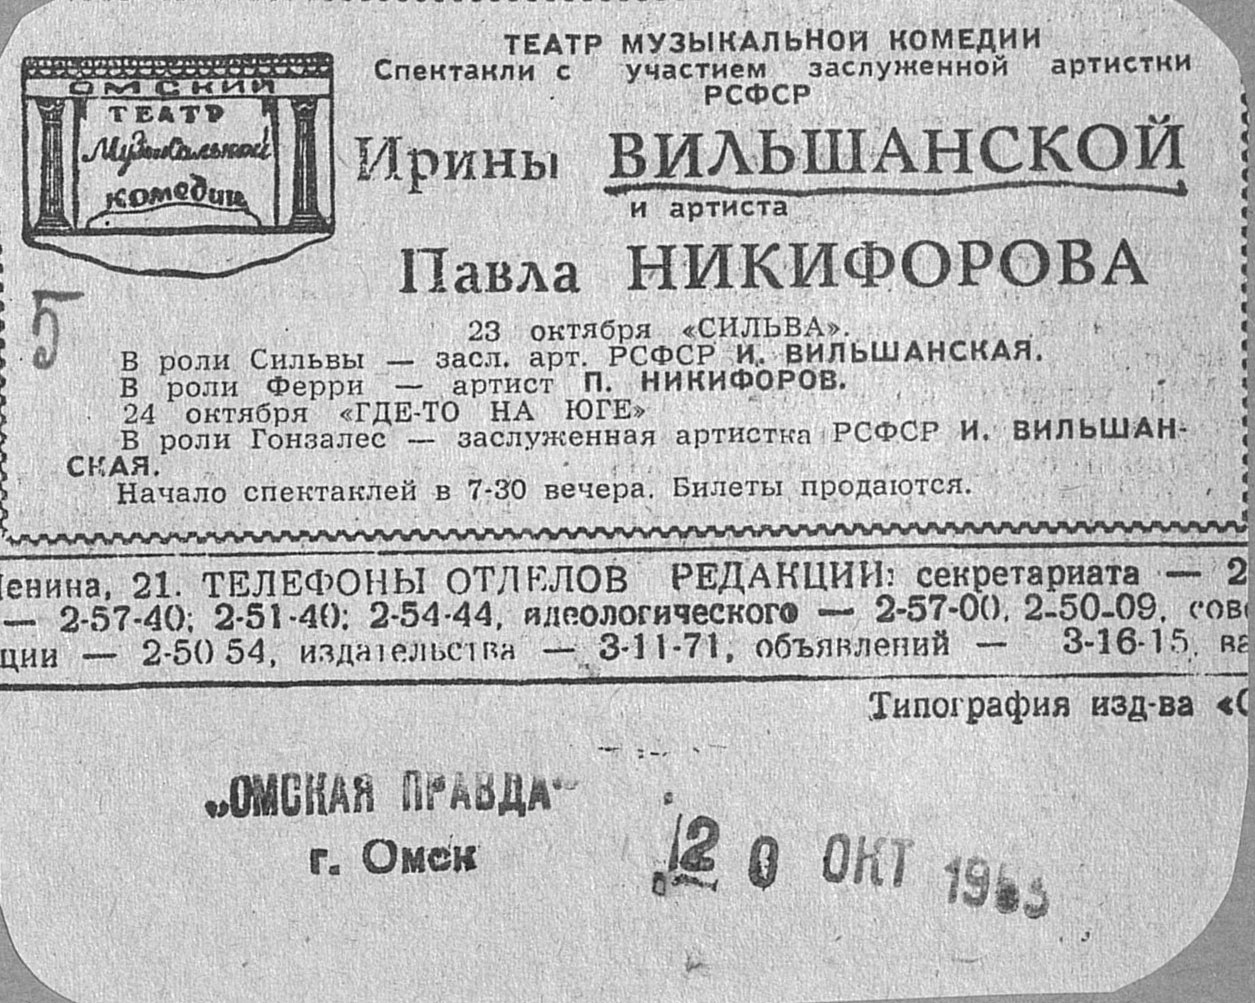 ОМСКИЙ
ТЕАТР
Музыкальной
комедии
ТЕАТР МУЗЫКАЛЬНОЙ КОМЕДИИ
Спектакли с участием заслуженной артистки
РСФСР
Ирины ВИЛЬШАНСКОЙ
и артиста
Павла НИКИФОРОВА
5
23 октября «СИЛЬВА».
В роли Сильвы — засл. арт. РСФСР И. ВИЛЬШАНСКАЯ.
В роли Ферри — артист П. НИКИФОРОВ.
24 октября «ГДЕ-ТО НА ЮГЕ»
В роли Гонзалес — заслуженная артистка РСФСР И. ВИЛЬШАН-
СКАЯ.
Начало спектаклей в 7-30 вечера. Билеты продаются.
Ленина, 21. ТЕЛЕФОНЫ ОТДЕЛОВ РЕДАКЦИИ: секретариата — 2
— 2-57-40; 2-51-40; 2-54-44, идеологического — 2-57-00, 2-50-09, сов
ции — 2-50 54, издательства — 3-11-71, объявлений — 3-16-15,
Типография изд-ва
„ОМСКАЯ ПРАВДА"
г. Омск
20 ОКТ